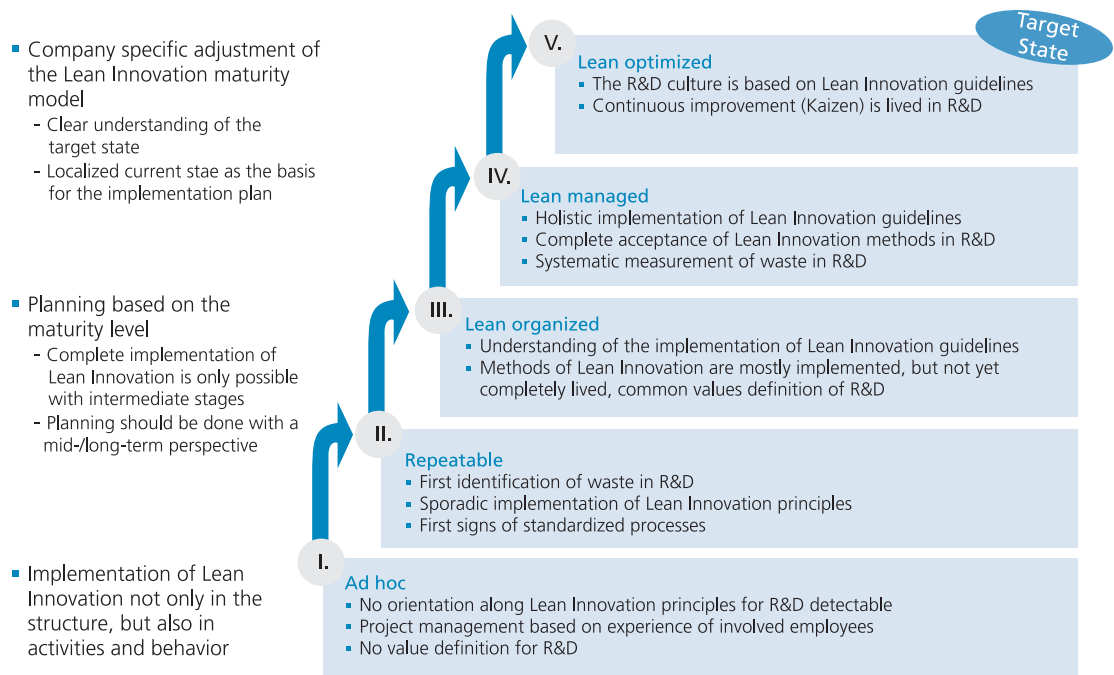 Target
State
▪ Company specific adjustment of
the Lean Innovation maturity
model
- Clear understanding of the
target state
- Localized current stae as the basis
for the implementation plan
▪ Planning based on the
maturity level
- Complete implementation of
Lean Innovation is only possible
with intermediate stages
- Planning should be done with a
mid-/long-term perspective
▪ Implementation of Lean
Innovation not only in the
structure, but also in
activities and behavior
V.
Lean optimized
▪ The R&D culture is based on Lean Innovation guidelines
▪ Continuous improvement (Kaizen) is lived in R&D
IV.
Lean managed
▪ Holistic implementation of Lean Innovation guidelines
▪ Complete acceptance of Lean Innovation methods in R&D
▪ Systematic measurement of waste in R&D
III.
Lean organized
▪ Understanding of the implementation of Lean Innovation guidelines
▪ Methods of Lean Innovation are mostly implemented, but not yet
completely lived, common values definition of R&D
II.
Repeatable
▪ First identification of waste in R&D
▪ Sporadic implementation of Lean Innovation principles
▪ First signs of standardized processes
I.
Ad hoc
▪ No orientation along Lean Innovation principles for R&D detectable
▪ Project management based on experience of involved employees
▪ No value definition for R&D